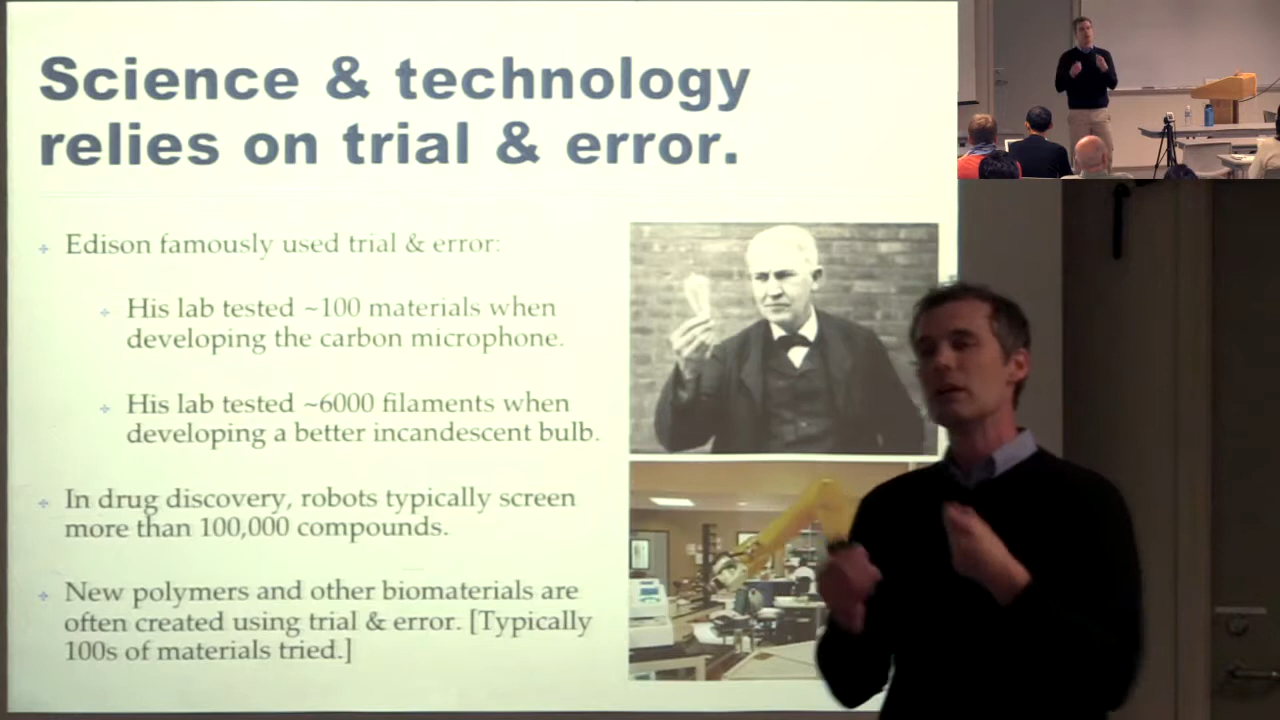 Science & technology
relies on trial & error.
Edison famously used trial & error:
His lab tested ~100 materials when
developing the carbon microphone.
His lab tested ~6000 filaments when
developing a better incandescent bulb.
In drug discovery, robots typically screen
more than 100,000 compounds.
New polymers and other biomaterials are
often created using trial & error. [Typically
100s of materials tried.]